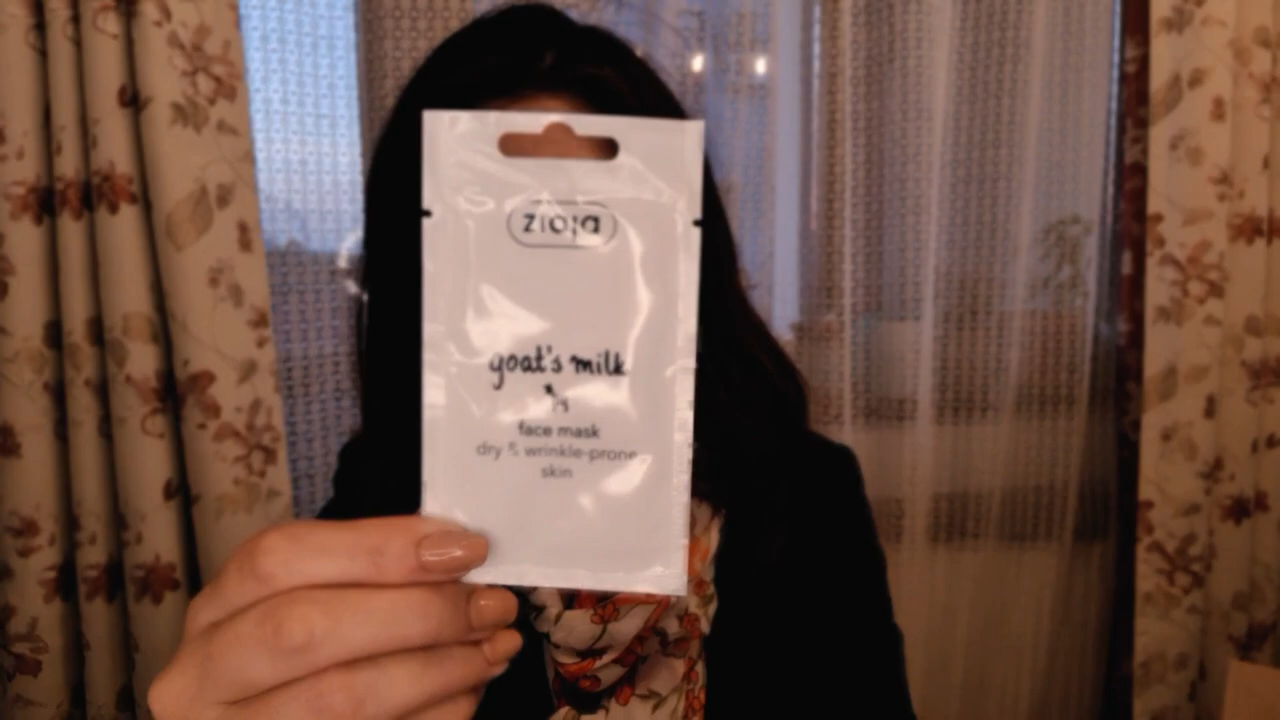 ziaja
goat's milk
face mask
dry & wrinkle-prone
skin